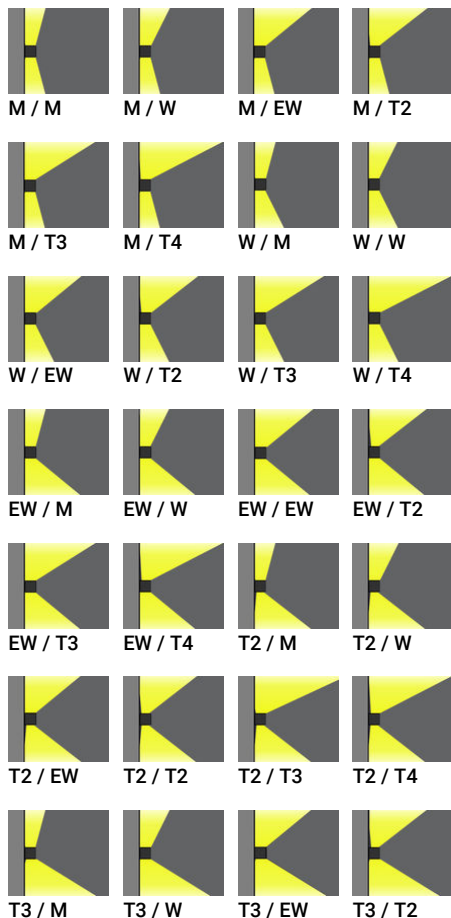 M / M M / W M / EW M / T2
M / T3 M / T4 W / M W / W
W / EW W / T2 W / T3 W / T4
EW / M EW / W EW / EW EW / T2
EW / T3 EW / T4 T2 / M T2 / W
T2 / EW T2 / T2 T2 / T3 T2 / T4
T3 / M T3 / W T3 / EW T3 / T2